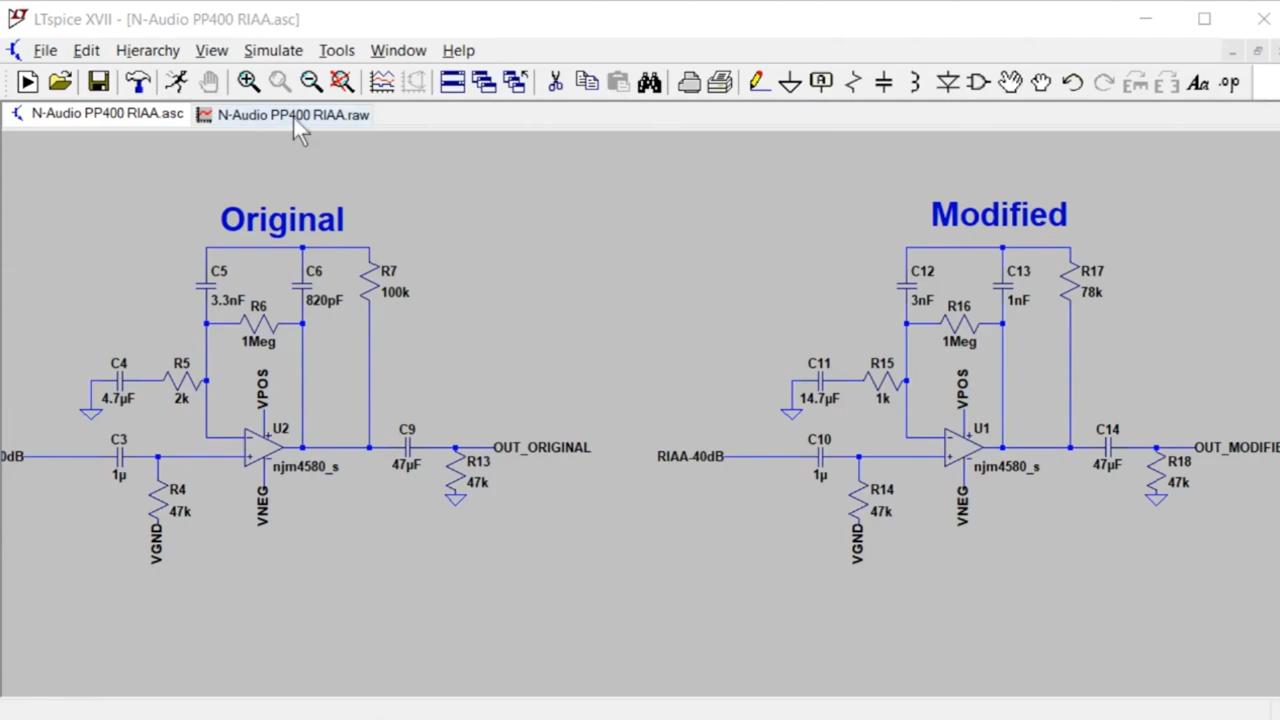 LTspice XVII - [N-Audio PP400 RIAA.asc]
File Edit Hierarchy View Simulate Tools Window Help
Aa .op
N-Audio PP400 RIAA.asc N-Audio PP400 RIAA.raw
Original
C5
3.3nF
C6
820pF
R7
100k
R6
1Meg
C4
4.7µF
R5
2k
VPOS
U2
njm4580_s
VNEG
0dB
C3
1µ
R4
47k
VGND
C9
47µF
R13
47k
OUT_ORIGINAL
Modified
C12
3nF
C13
1nF
R17
78k
R16
1Meg
C11
14.7µF
R15
1k
VPOS
U1
njm4580_s
VNEG
RIAA-40dB
C10
1µ
R14
47k
VGND
C14
47µF
R18
47k
OUT_MODIFIE